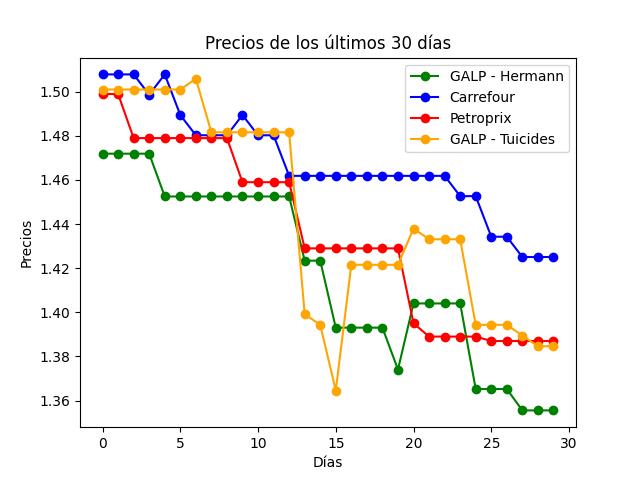 Precios de los últimos 30 días
GALP - Hermann
Carrefour
Petroprix
GALP - Tuicides
Precios
1.50
1.48
1.46
1.44
1.42
1.40
1.38
1.36
0 5 10 15 20 25 30
Días